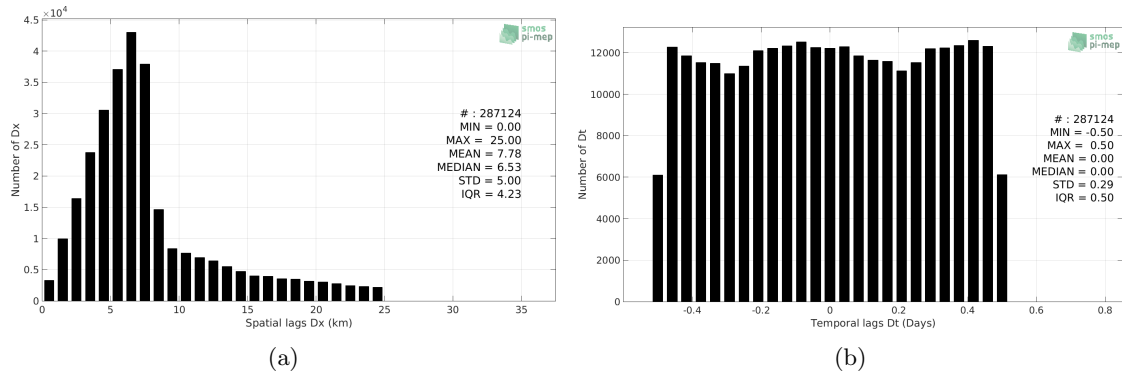 4.5 ×10⁴
4
3.5
3
2.5
2
1.5
1
0.5
0
Number of Dx
smos
pi-mep
# : 287124
MIN = 0.00
MAX = 25.00
MEAN = 7.78
MEDIAN = 6.53
STD = 5.00
IQR = 4.23
0 5 10 15 20 25 30 35
Spatial lags Dx (km)
(a)
12000
10000
8000
6000
4000
2000
0
Number of Dt
smos
pi-mep
# : 287124
MIN = -0.50
MAX = 0.50
MEAN = 0.00
MEDIAN = 0.00
STD = 0.29
IQR = 0.50
-0.4 -0.2 0 0.2 0.4 0.6 0.8
Temporal lags Dt (Days)
(b)